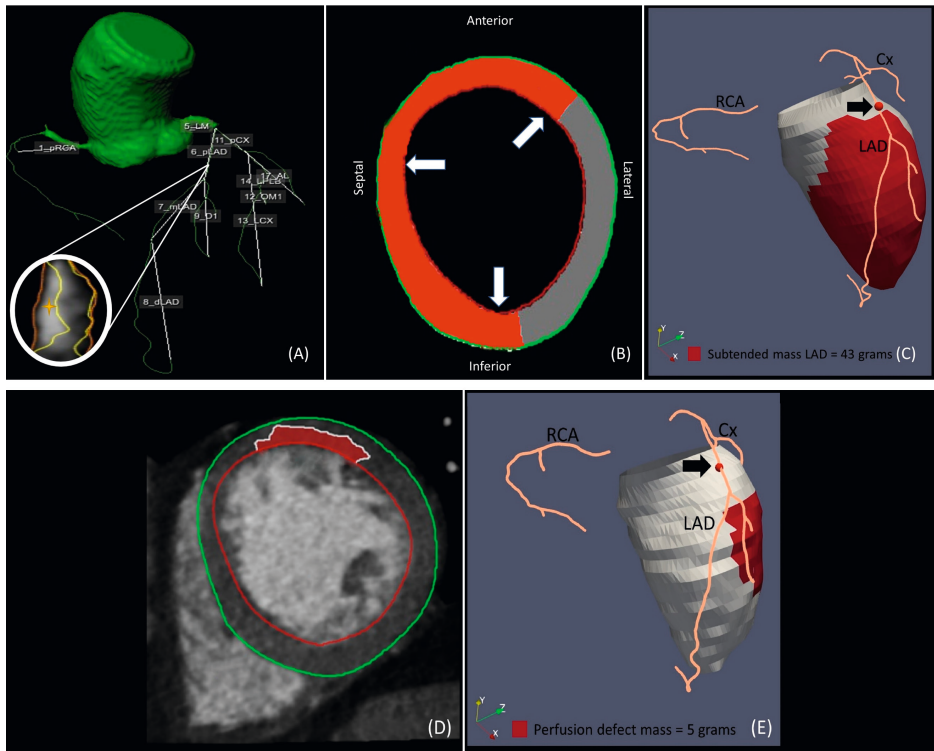 5_LM
11_pCX
1_pRCA
6_pLAD
17_AL
12_OM1
7_mLAD
9_D1
13_LCX
8_dLAD
(A)
Anterior
Septal
Lateral
Inferior
(B)
Cx
RCA
LAD
Y
Z
X
Subtended mass LAD = 43 grams
(C)
(D)
RCA
Cx
LAD
Y
Z
X
Perfusion defect mass = 5 grams
(E)